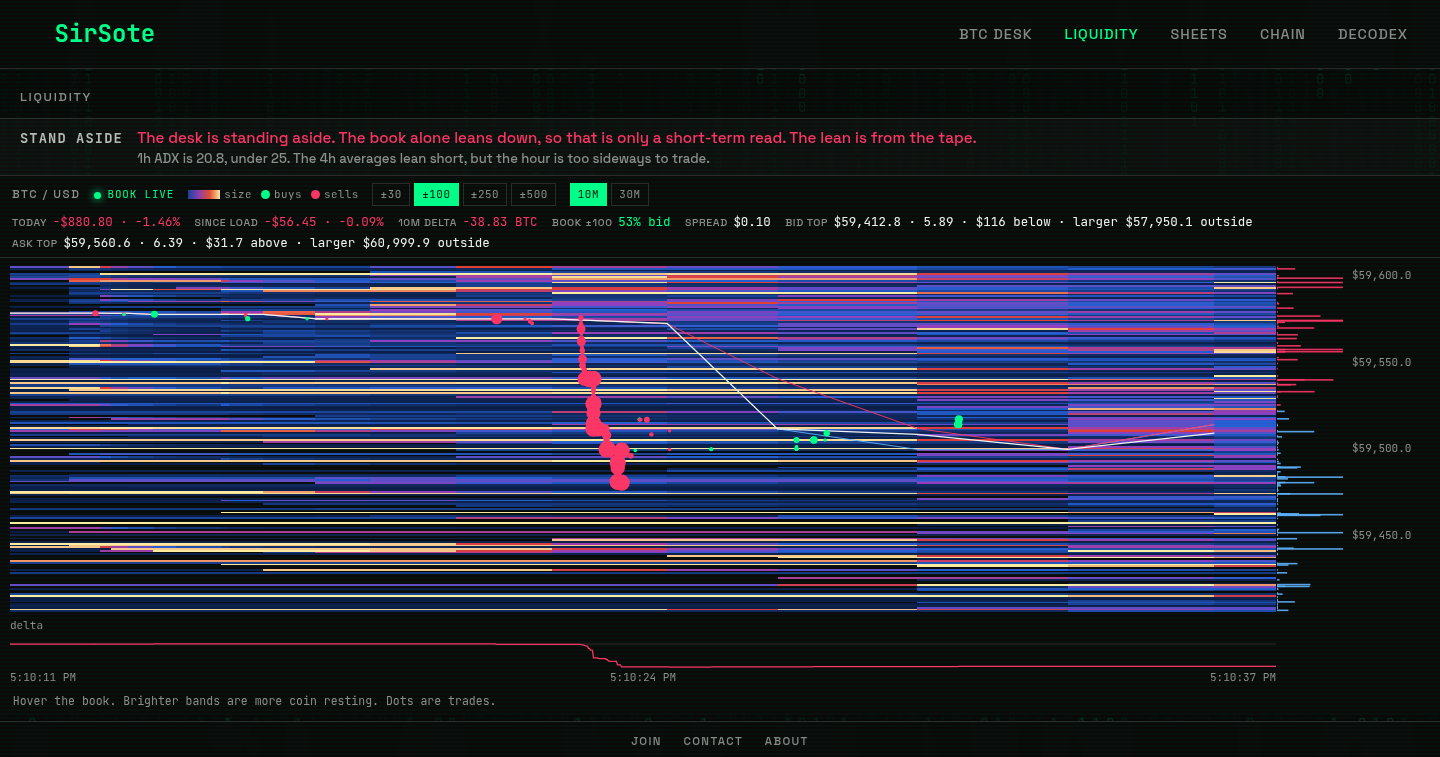 SirSote
BTC DESK LIQUIDITY SHEETS CHAIN DECODEX
LIQUIDITY
STAND ASIDE The desk is standing aside. The book alone leans down, so that is only a short-term read. The lean is from the tape.
1h ADX is 20.8, under 25. The 4h averages lean short, but the hour is too sideways to trade.
BTC / USD BOOK LIVE size buys sells ±30 ±100 ±250 ±500 10M 30M
TODAY -$880.80 · -1.46% SINCE LOAD -$56.45 · -0.09% 10M DELTA -38.83 BTC BOOK ±100 53% bid SPREAD $0.10 BID TOP $59,412.8 · 5.89 · $116 below · larger $57,950.1 outside
ASK TOP $59,560.6 · 6.39 · $31.7 above · larger $60,999.9 outside
$59,600.0
$59,550.0
$59,500.0
$59,450.0
delta
5:10:11 PM 5:10:24 PM 5:10:37 PM
Hover the book. Brighter bands are more coin resting. Dots are trades.
JOIN CONTACT ABOUT